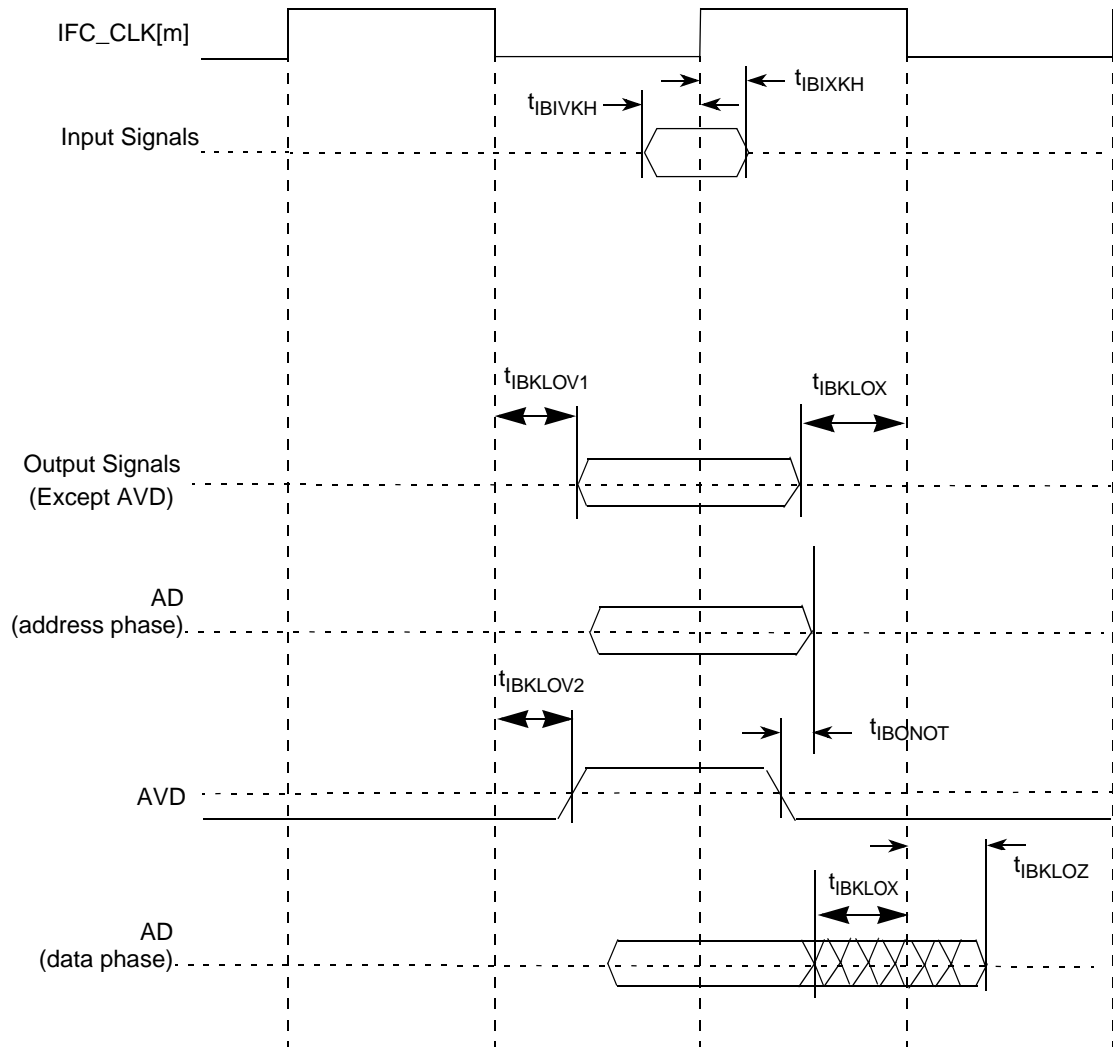 IFC_CLK[m]
tIBIXKH
tIBIVKH
Input Signals
tIBKLOV1
tIBKLOX
Output Signals
(Except AVD)
AD
(address phase)
tIBKLOV2
tIBONOT
AVD
tIBKLOZ
tIBKLOX
AD
(data phase)